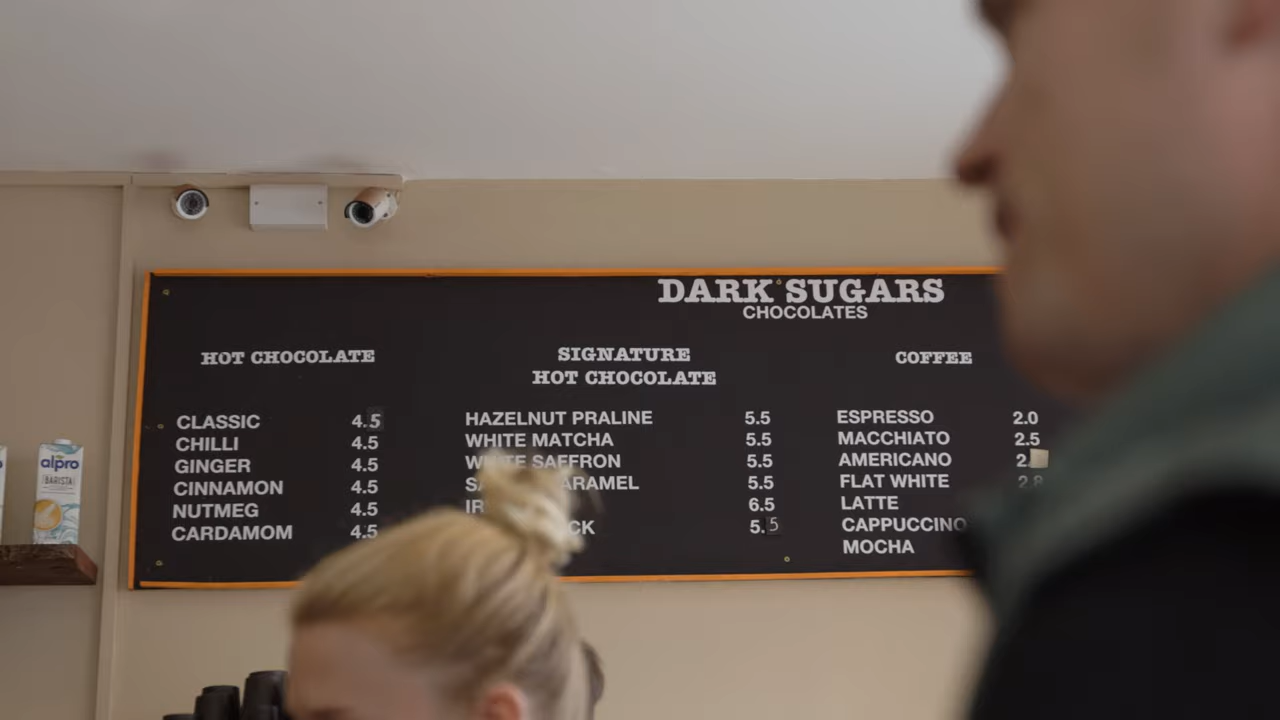 DARK SUGARS
CHOCOLATES
HOT CHOCOLATE
CLASSIC 4.5
CHILLI 4.5
GINGER 4.5
CINNAMON 4.5
NUTMEG 4.5
CARDAMOM 4.5
SIGNATURE
HOT CHOCOLATE
HAZELNUT PRALINE 5.5
WHITE MATCHA 5.5
WHITE SAFFRON 5.5
5.5
6.5
5.5
COFFEE
ESPRESSO 2.0
MACCHIATO 2.5
AMERICANO
FLAT WHITE 2.8
LATTE
CAPPUCCINO
MOCHA
alpro
BARISTA